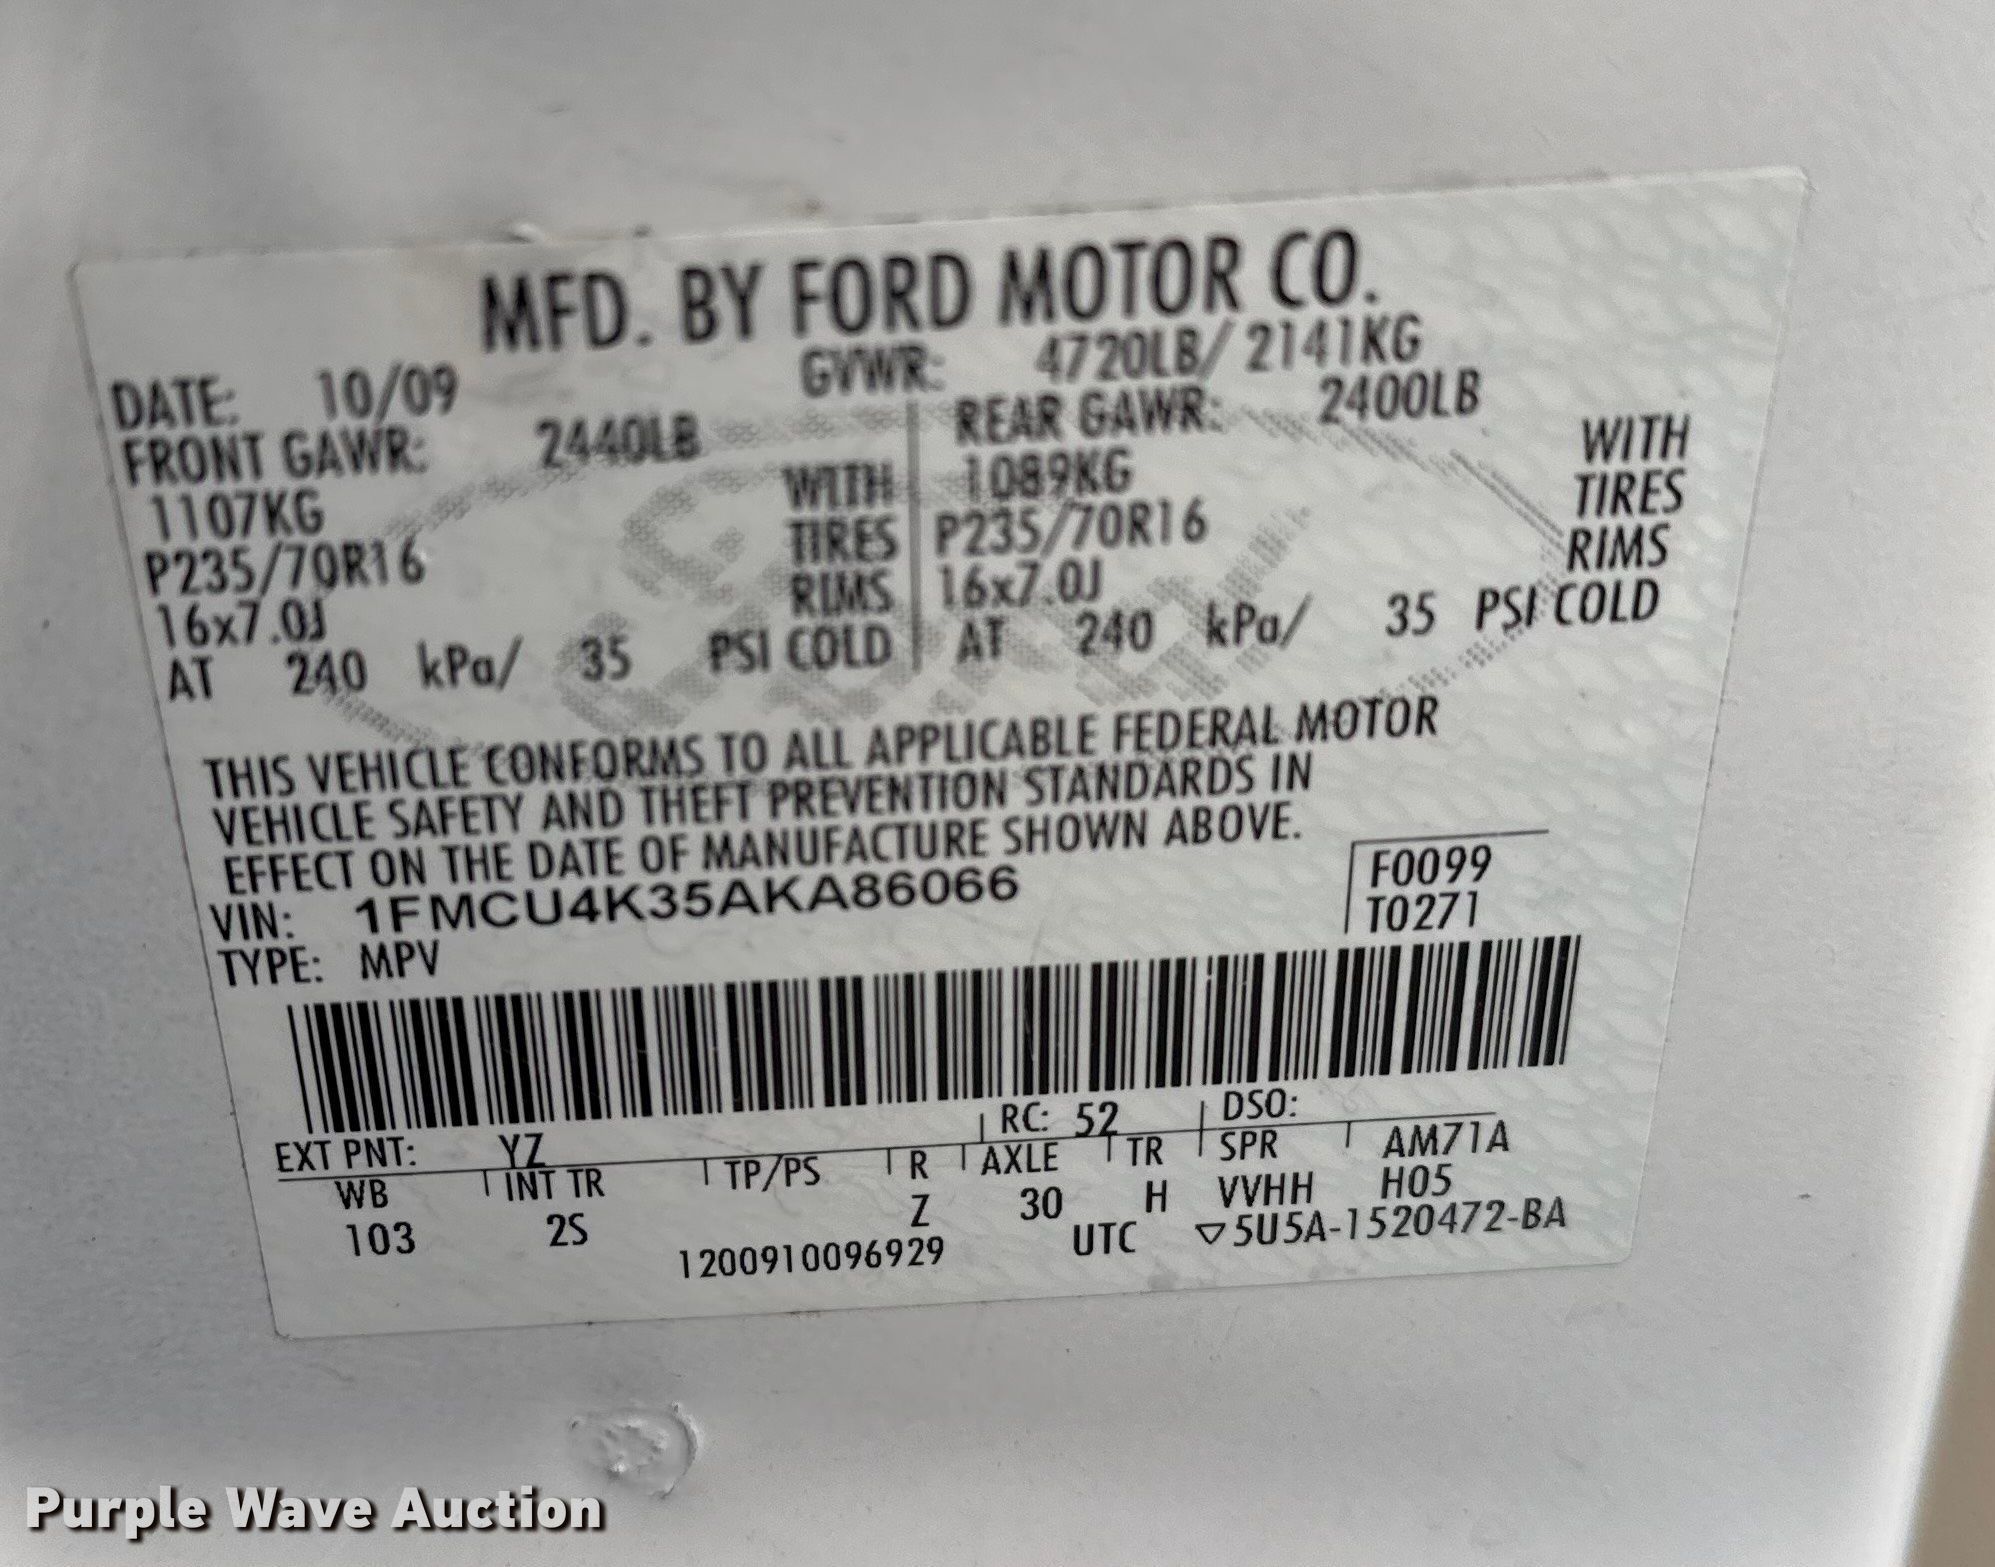 MFD. BY FORD MOTOR CO.
DATE: 10/09 GVWR: 4720LB/ 2141KG
FRONT GAWR: 2440LB REAR GAWR: 2400LB
1107KG WITH 1089KG WITH
P235/70R16 TIRES P235/70R16 TIRES
16x7.0J RIMS 16x7.0J RIMS
AT 240 kPa/ 35 PSI COLD AT 240 kPa/ 35 PSI COLD
THIS VEHICLE CONFORMS TO ALL APPLICABLE FEDERAL MOTOR
VEHICLE SAFETY AND THEFT PREVENTION STANDARDS IN
EFFECT ON THE DATE OF MANUFACTURE SHOWN ABOVE.
F0099
VIN: 1FMCU4K35AKA86066
T0271
TYPE: MPV
EXT PNT: YZ RC: 52 DSO:
WB INT TR TP/PS R AXLE TR SPR AM71A
103 2S Z 30 H VVHH H05
1200910096929 UTC ▽5U5A-1520472-BA
Purple Wave Auction